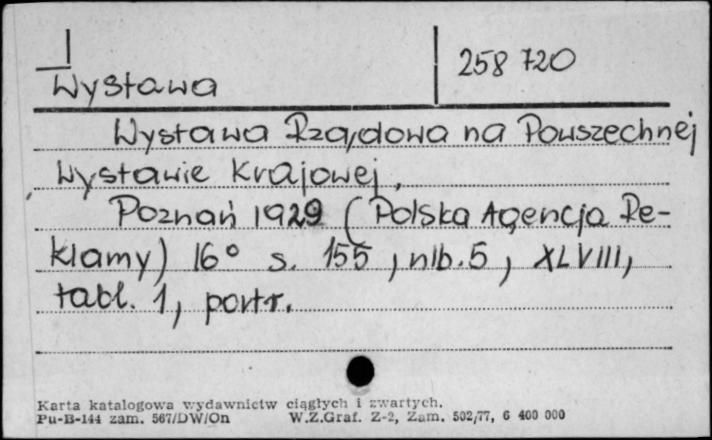 258 720
Wystawa
Wystawa Rządowa na Powszechnej
Wystawie Krajowej,
Poznań 1929 (Polska Agencja Re-
klamy) 16° s. 155, nlb. 5, XLVIII,
tabl. 1, portr.
Karta katalogowa wydawnictw ciągłych i zwartych.
Pu-B-144 zam. 567/DW/On W.Z.Graf. Z-2, Zam. 502/77, 6 400 000